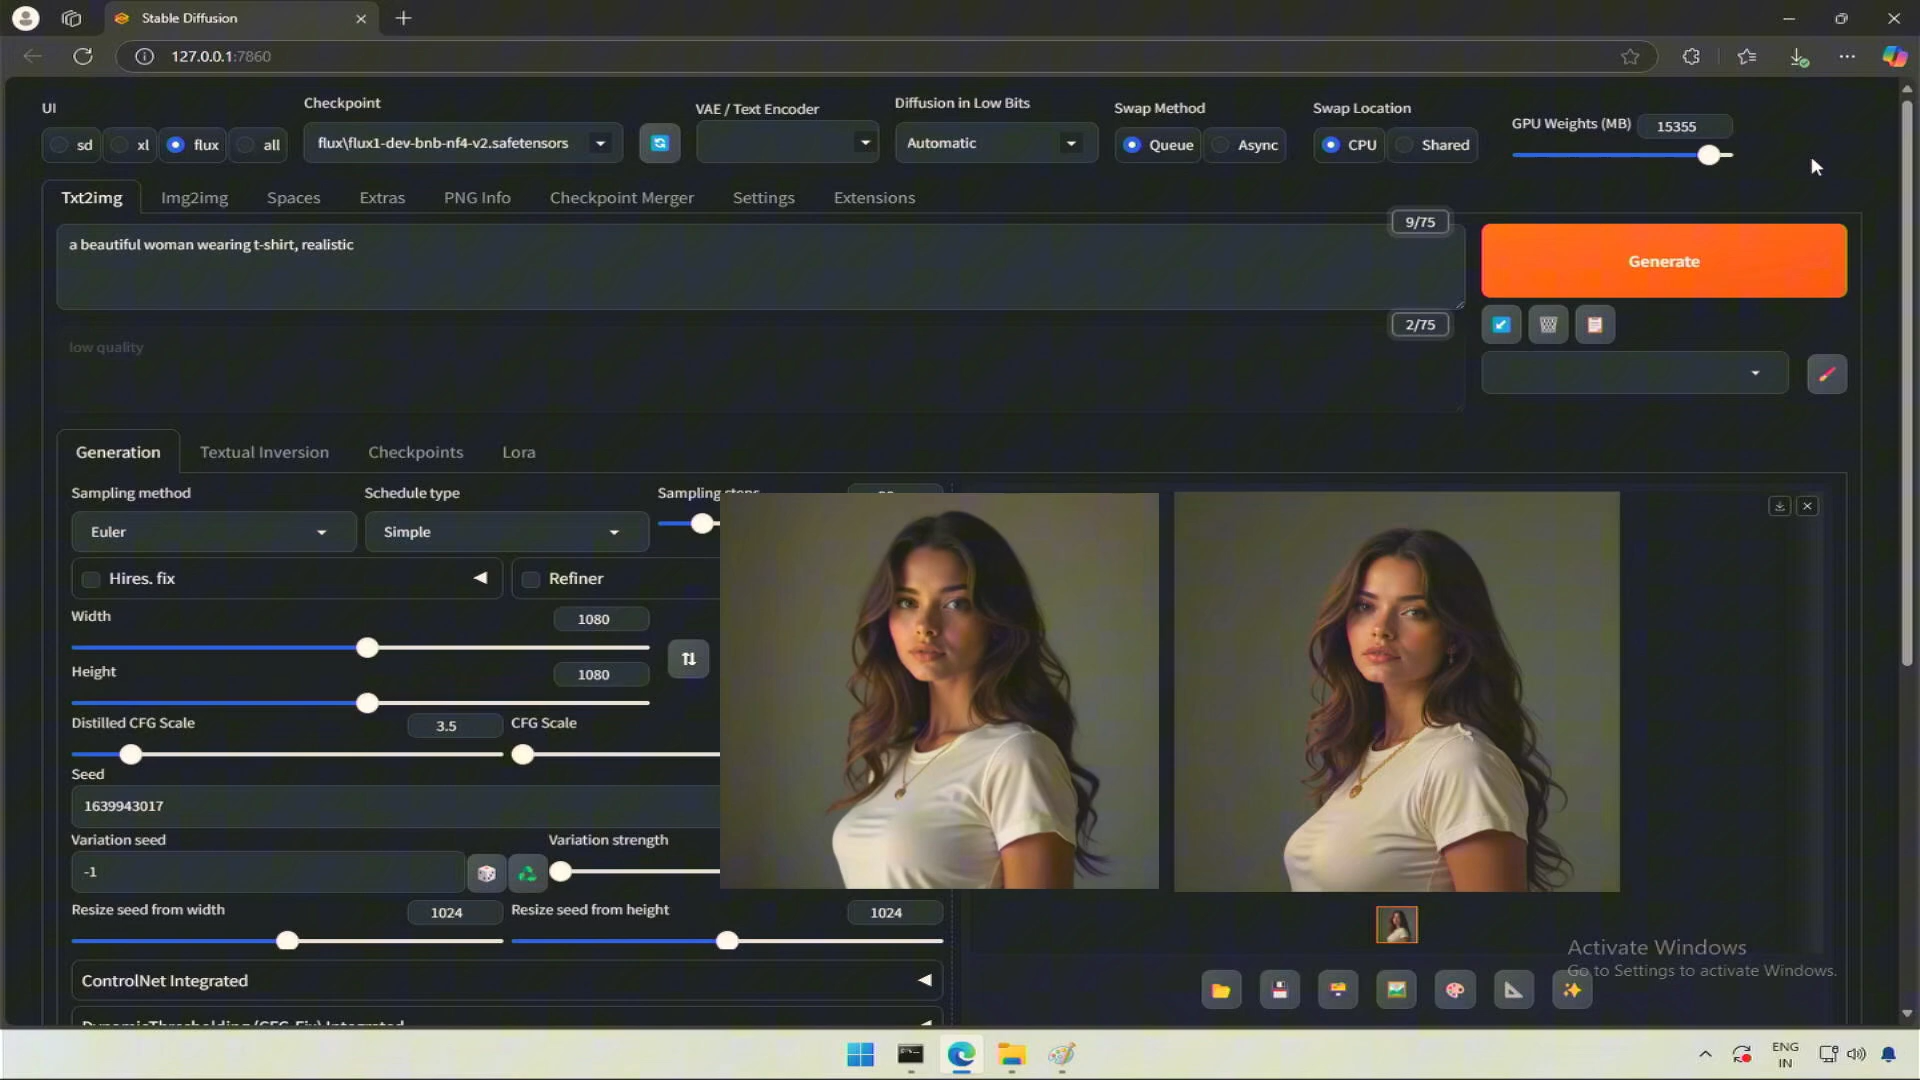 Stable Diffusion
127.0.0.1:7860
UI
Checkpoint
VAE / Text Encoder
Diffusion in Low Bits
Swap Method
Swap Location
GPU Weights (MB)
15355
sd
xl
flux
all
flux\flux1-dev-bnb-nf4-v2.safetensors
Automatic
Queue
Async
CPU
Shared
Txt2img
Img2img
Spaces
Extras
PNG Info
Checkpoint Merger
Settings
Extensions
9/75
a beautiful woman wearing t-shirt, realistic
Generate
2/75
low quality
Generation
Textual Inversion
Checkpoints
Lora
Sampling method
Schedule type
Sampling steps
Euler
Simple
Hires. fix
Refiner
Width
1080
Height
1080
Distilled CFG Scale
3.5
CFG Scale
Seed
1639943017
Variation seed
Variation strength
-1
Resize seed from width
1024
Resize seed from height
1024
ControlNet Integrated
DynamicThresholding (CFG-Fix) Integrated
Activate Windows
Go to Settings to activate Windows.
ENG
IN